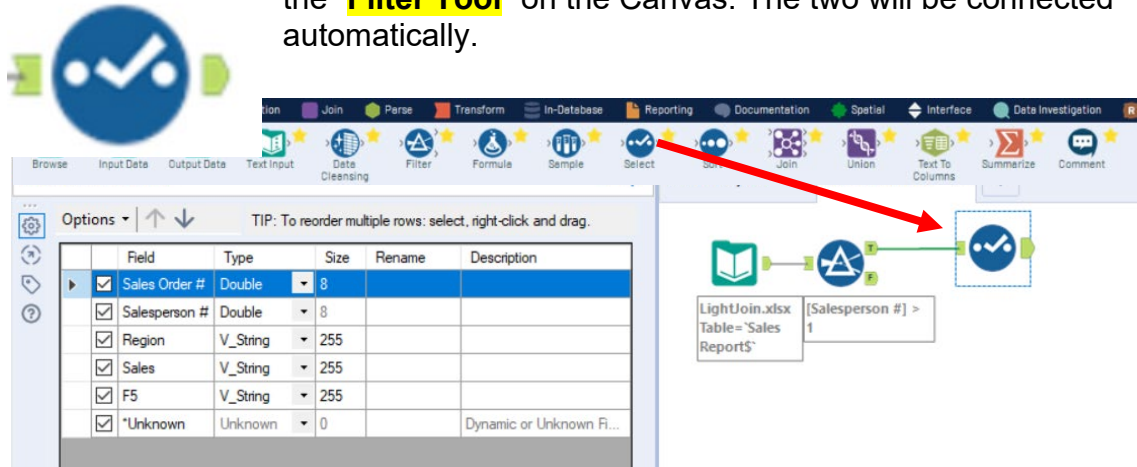 the "Filter Tool" on the Canvas. The two will be connected
automatically.
Join Parse Transform In-Database Reporting Documentation Spatial Interface Data Investigation R
Browse Input Data Output Data Text Input Data Cleansing Filter Formula Sample Select Join Union Text To Columns Summarize Comment
Options TIP: To reorder multiple rows: select, right-click and drag.
Field Type Size Rename Description
Sales Order # Double 8
Salesperson # Double 8
Region V_String 255
Sales V_String 255
F5 V_String 255
*Unknown Unknown 0 Dynamic or Unknown Fi...
T
F
LightJoin.xlsx
Table=`Sales
Report$`
[Salesperson #] >
1